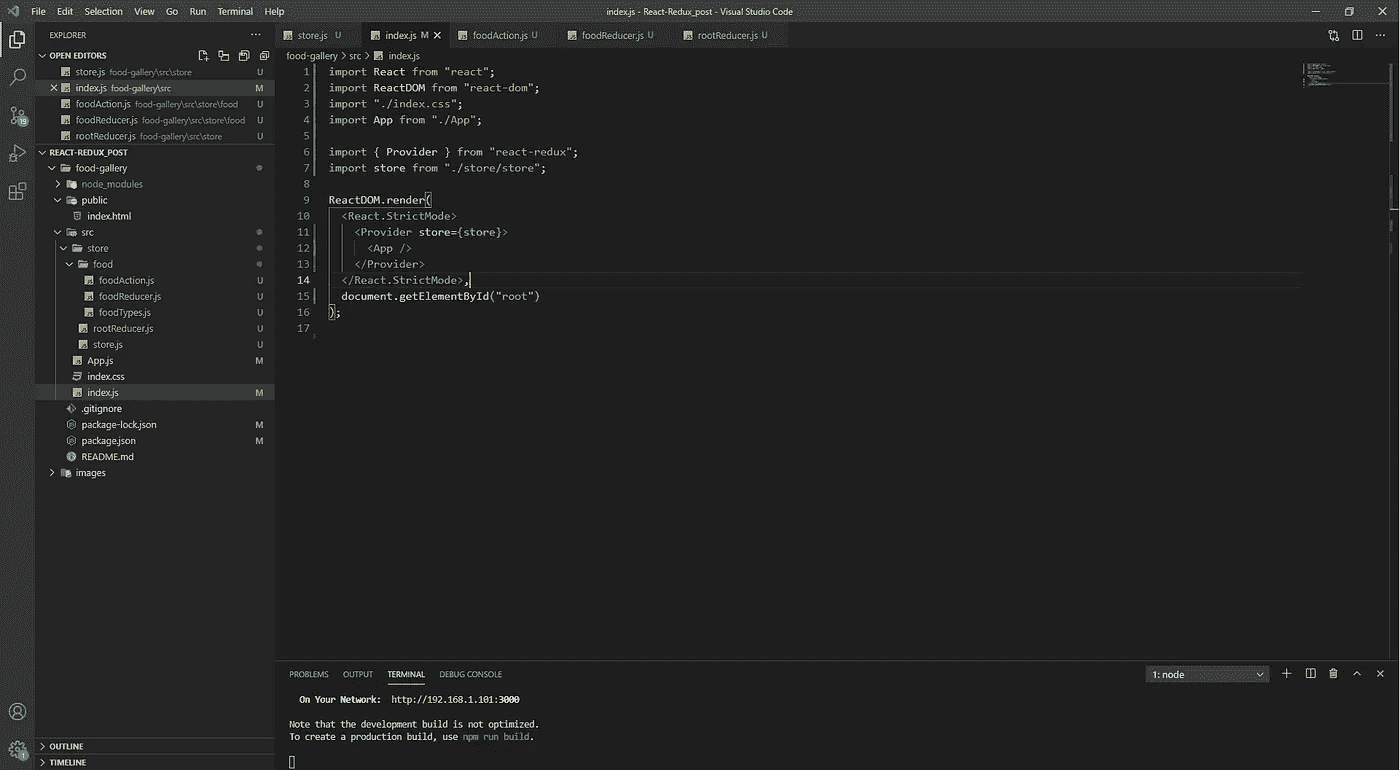 File Edit Selection View Go Run Terminal Help
index.js - React-Redux_post - Visual Studio Code
EXPLORER
OPEN EDITORS
store.js food-gallery\src\store U
index.js food-gallery\src M
foodAction.js food-gallery\src\store\food U
foodReducer.js food-gallery\src\store\food U
rootReducer.js food-gallery\src\store U
REACT-REDUX_POST
food-gallery
node_modules
public
index.html
src
store
food
foodAction.js U
foodReducer.js U
foodTypes.js U
rootReducer.js U
store.js U
App.js M
index.css
index.js M
.gitignore
package-lock.json M
package.json M
README.md
images
OUTLINE
TIMELINE
19
1
store.js U index.js M foodAction.js U foodReducer.js U rootReducer.js U
food-gallery > src > index.js
1 import React from "react";
2 import ReactDOM from "react-dom";
3 import "./index.css";
4 import App from "./App";
5
6 import { Provider } from "react-redux";
7 import store from "./store/store";
8
9 ReactDOM.render(
10 <React.StrictMode>
11 <Provider store={store}>
12 <App />
13 </Provider>
14 </React.StrictMode>,
15 document.getElementById("root")
16 );
17
PROBLEMS OUTPUT TERMINAL DEBUG CONSOLE
1: node
On Your Network: http://192.168.1.101:3000
Note that the development build is not optimized.
To create a production build, use npm run build.